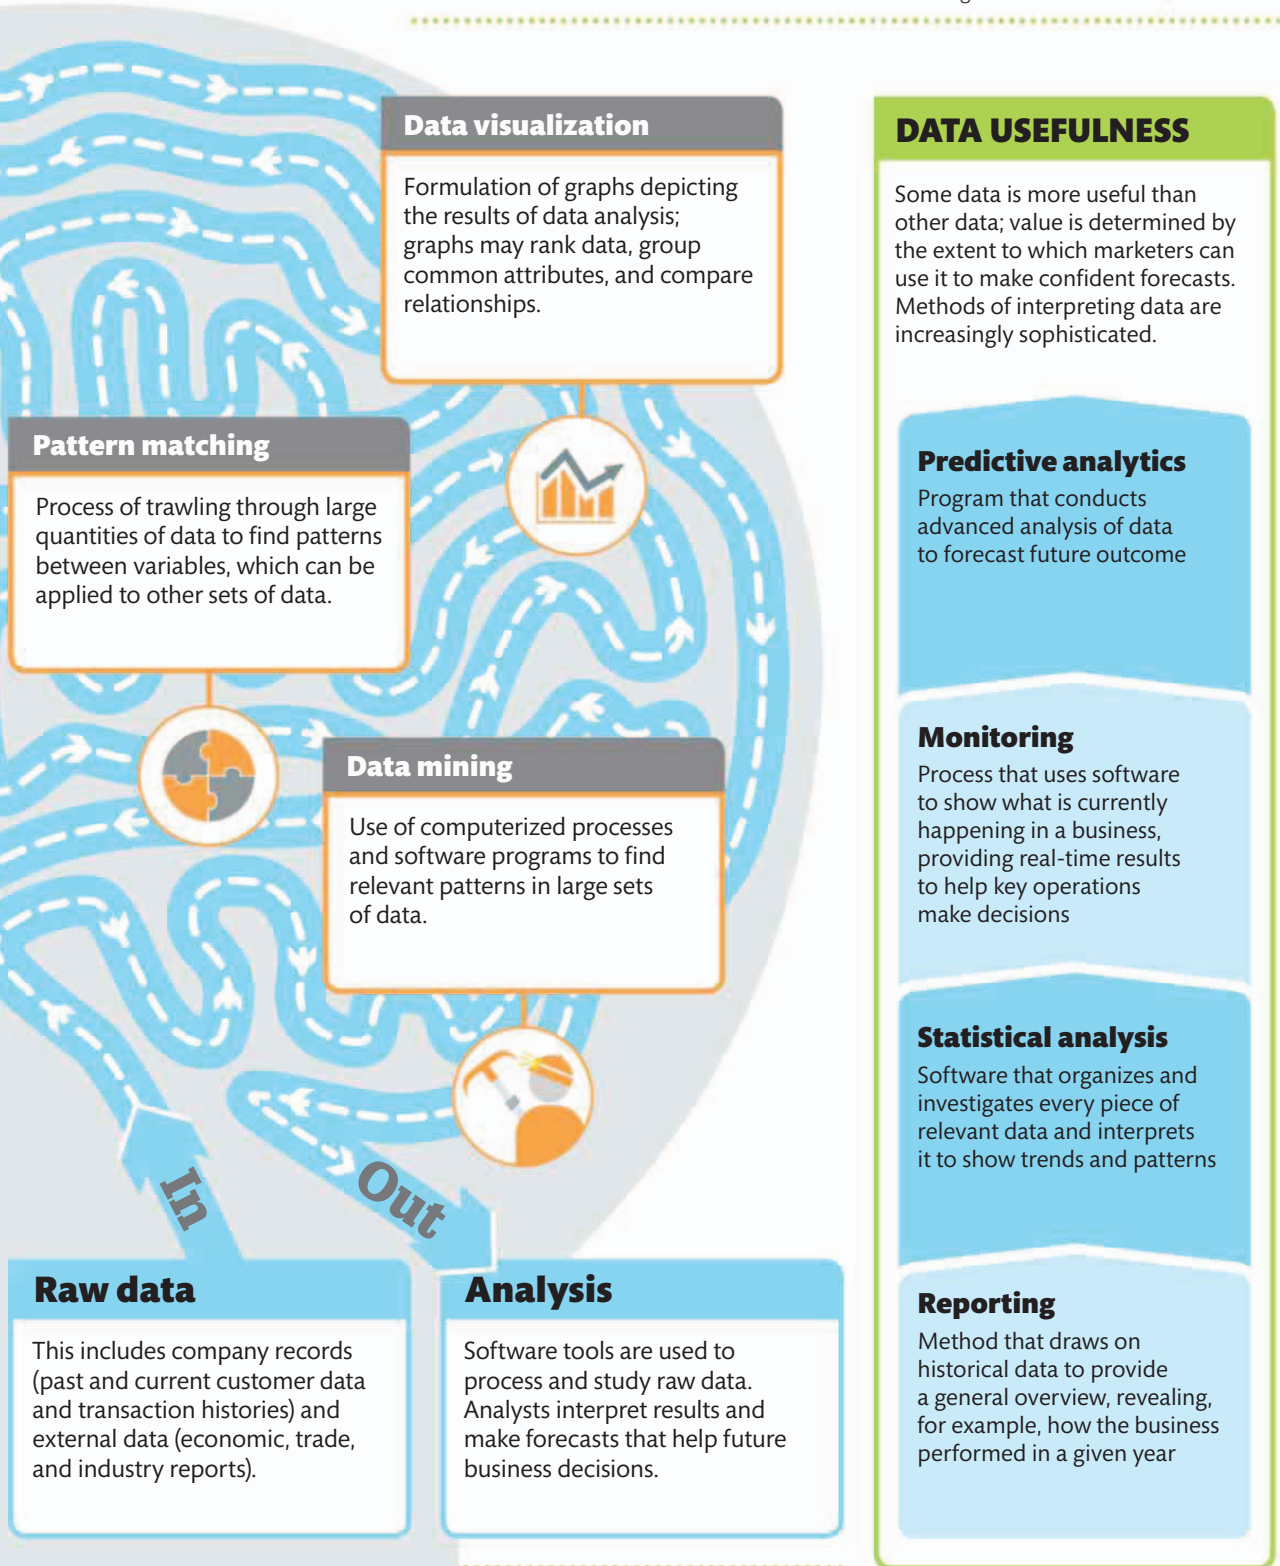 Data visualization
Formulation of graphs depicting
the results of data analysis;
graphs may rank data, group
common attributes, and compare
relationships.
Pattern matching
Process of trawling through large
quantities of data to find patterns
between variables, which can be
applied to other sets of data.
Data mining
Use of computerized processes
and software programs to find
relevant patterns in large sets
of data.
In
Out
Raw data
This includes company records
(past and current customer data
and transaction histories) and
external data (economic, trade,
and industry reports).
Analysis
Software tools are used to
process and study raw data.
Analysts interpret results and
make forecasts that help future
business decisions.
DATA USEFULNESS
Some data is more useful than
other data; value is determined by
the extent to which marketers can
use it to make confident forecasts.
Methods of interpreting data are
increasingly sophisticated.
Predictive analytics
Program that conducts
advanced analysis of data
to forecast future outcome
Monitoring
Process that uses software
to show what is currently
happening in a business,
providing real-time results
to help key operations
make decisions
Statistical analysis
Software that organizes and
investigates every piece of
relevant data and interprets
it to show trends and patterns
Reporting
Method that draws on
historical data to provide
a general overview, revealing,
for example, how the business
performed in a given year